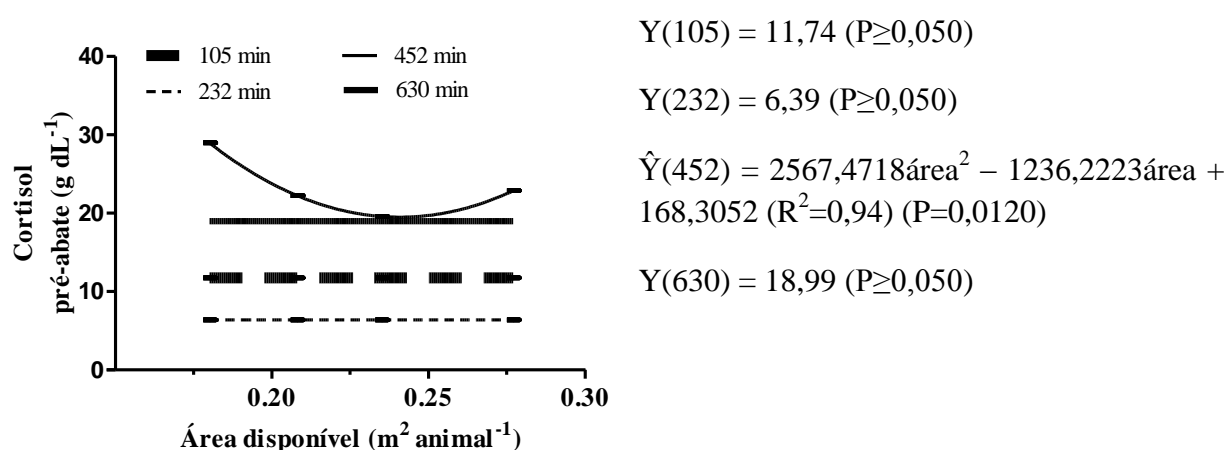 Y(105) = 11,74 (P≥0,050)
40
105 min
452 min
232 min
630 min
Y(232) = 6,39 (P≥0,050)
30
Cortisol
pré-abate (g dL⁻¹)
Ŷ(452) = 2567,4718área² – 1236,2223área +
168,3052 (R²=0,94) (P=0,0120)
20
Y(630) = 18,99 (P≥0,050)
10
0
0.20
0.25
0.30
Área disponível (m² animal⁻¹)